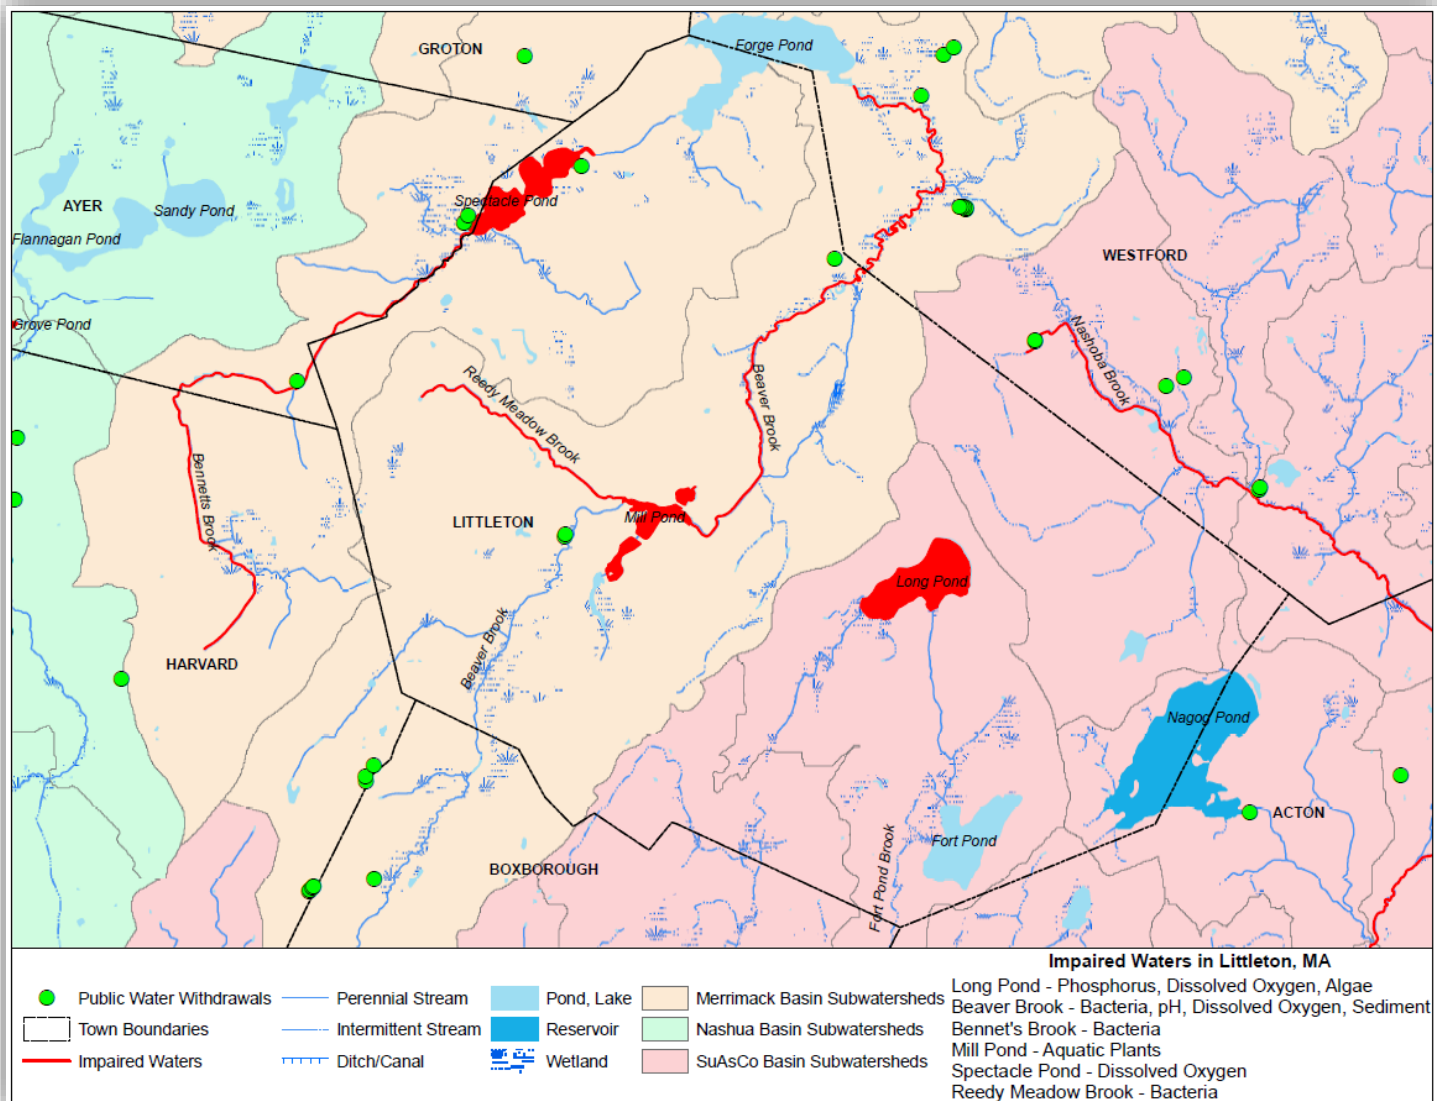 GROTON
Forge Pond
AYER
Sandy Pond
Spectacle Pond
Flannagan Pond
WESTFORD
Grove Pond
Nashoba Brook
Reedy Meadow Brook
Beaver Brook
Bennetts Brook
LITTLETON
Mill Pond
Long Pond
Beaver Brook
HARVARD
Nagog Pond
ACTON
Fort Pond
BOXBOROUGH
Fort Pond Brook
Impaired Waters in Littleton, MA
Public Water Withdrawals
Town Boundaries
Impaired Waters
Perennial Stream
Intermittent Stream
Ditch/Canal
Pond, Lake
Reservoir
Wetland
Merrimack Basin Subwatersheds
Nashua Basin Subwatersheds
SuAsCo Basin Subwatersheds
Long Pond - Phosphorus, Dissolved Oxygen, Algae
Beaver Brook - Bacteria, pH, Dissolved Oxygen, Sediment
Bennet's Brook - Bacteria
Mill Pond - Aquatic Plants
Spectacle Pond - Dissolved Oxygen
Reedy Meadow Brook - Bacteria